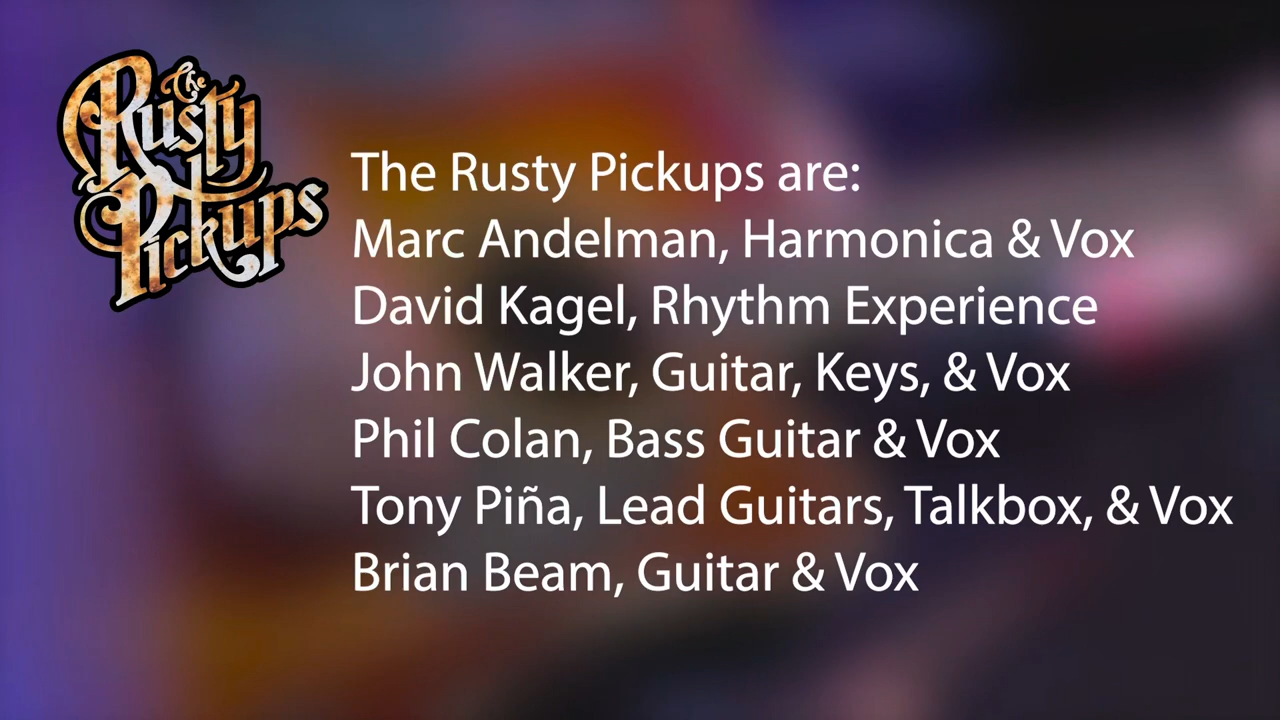 The
Rusty
Pickups
The Rusty Pickups are:
Marc Andelman, Harmonica & Vox
David Kagel, Rhythm Experience
John Walker, Guitar, Keys, & Vox
Phil Colan, Bass Guitar & Vox
Tony Piña, Lead Guitars, Talkbox, & Vox
Brian Beam, Guitar & Vox